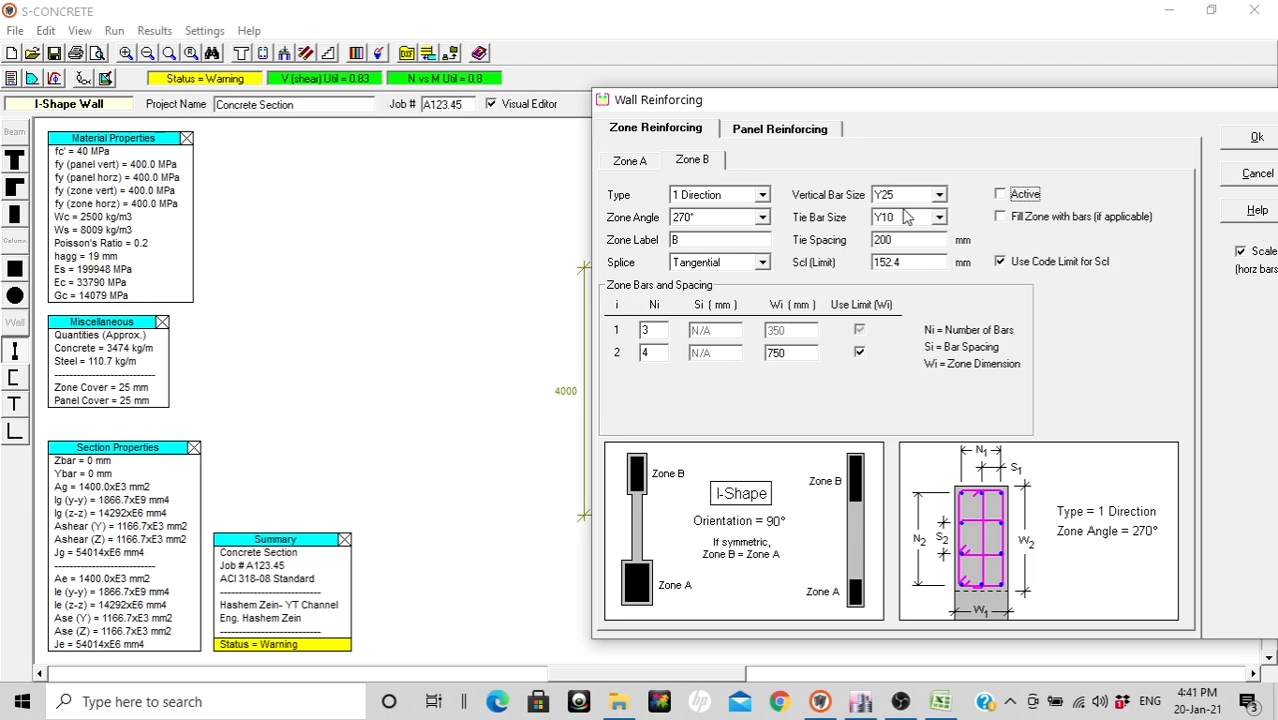 S-CONCRETE
File Edit View Run Results Settings Help
Status = Warning V (shear) Util = 0.83 N vs M Util = 0.8
I-Shape Wall Project Name Concrete Section Job # A123.45 Visual Editor
Beam
Column
Wall
Material Properties
fc' = 40 MPa
fy (panel vert) = 400.0 MPa
fy (panel horz) = 400.0 MPa
fy (zone vert) = 400.0 MPa
fy (zone horz) = 400.0 MPa
Wc = 2500 kg/m3
Ws = 8009 kg/m3
Poisson's Ratio = 0.2
hagg = 19 mm
Es = 199948 MPa
Ec = 33790 MPa
Gc = 14079 MPa
Miscellaneous
Quantities (Approx.)
Concrete = 3474 kg/m
Steel = 110.7 kg/m
Zone Cover = 25 mm
Panel Cover = 25 mm
Section Properties
Zbar = 0 mm
Ybar = 0 mm
Ag = 1400.0xE3 mm2
Ig (y-y) = 1866.7xE9 mm4
Ig (z-z) = 14292xE6 mm4
Ashear (Y) = 1166.7xE3 mm2
Ashear (Z) = 1166.7xE3 mm2
Jg = 54014xE6 mm4
Ae = 1400.0xE3 mm2
Ie (y-y) = 1866.7xE9 mm4
Ie (z-z) = 14292xE6 mm4
Ase (Y) = 1166.7xE3 mm2
Ase (Z) = 1166.7xE3 mm2
Je = 54014xE6 mm4
Summary
Concrete Section
Job # A123.45
ACI 318-08 Standard
Hashem Zein- YT Channel
Eng. Hashem Zein
Status = Warning
4000
Wall Reinforcing
Zone Reinforcing Panel Reinforcing
Zone A Zone B
Type 1 Direction Vertical Bar Size Y25 Active
Zone Angle 270° Tie Bar Size Y10 Fill Zone with bars (if applicable)
Zone Label B Tie Spacing 200 mm
Splice Tangential Scl (Limit) 152.4 mm Use Code Limit for Scl
Ok
Cancel
Help
Scale
(horz bars
Zone Bars and Spacing
i Ni Si ( mm ) Wi ( mm ) Use Limit (Wi)
1 3 N/A 350
2 4 N/A 750
Ni = Number of Bars
Si = Bar Spacing
Wi = Zone Dimension
Zone B
I-Shape
Orientation = 90°
If symmetric,
Zone B = Zone A
Zone A
Zone B
Zone A
N1
S1
N2
S2
W2
W1
Type = 1 Direction
Zone Angle = 270°
Type here to search
ENG
4:41 PM
20-Jan-21
3